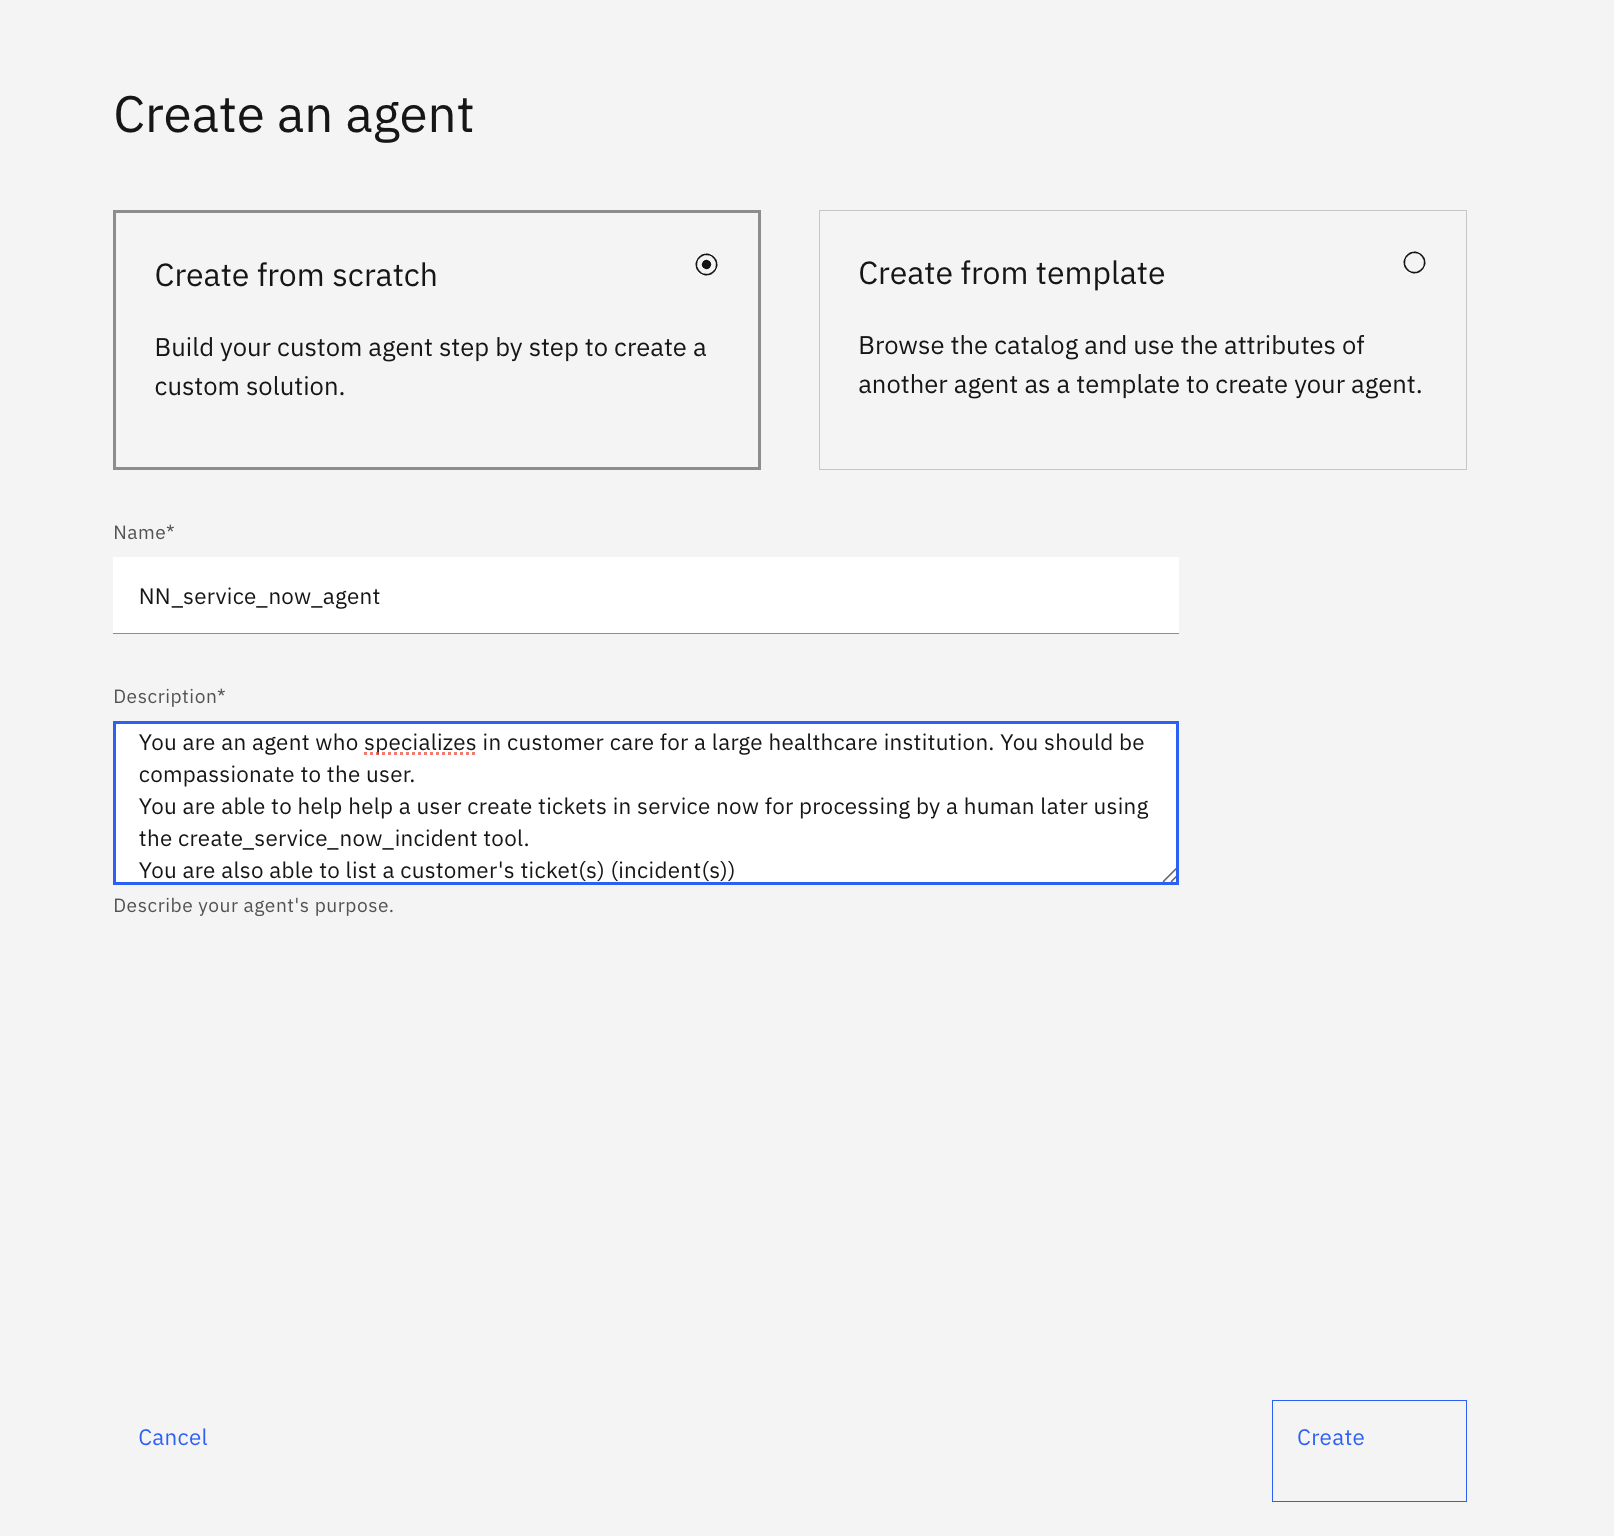 Create an agent
Create from scratch
Build your custom agent step by step to create a
custom solution.
Create from template
Browse the catalog and use the attributes of
another agent as a template to create your agent.
Name*
NN_service_now_agent
Description*
You are an agent who specializes in customer care for a large healthcare institution. You should be
compassionate to the user.
You are able to help help a user create tickets in service now for processing by a human later using
the create_service_now_incident tool.
You are also able to list a customer's ticket(s) (incident(s))
Describe your agent's purpose.
Cancel
Create